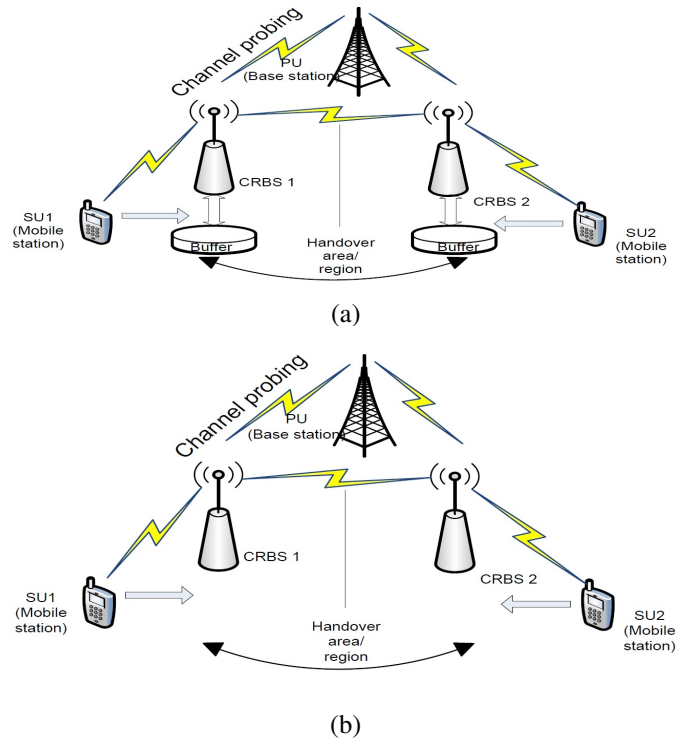 Channel probing
PU
(Base station)
CRBS 1
CRBS 2
SU1
(Mobile
station)
SU2
(Mobile
station)
Buffer
Handover
area/
region
Buffer
(a)
Channel probing
PU
(Base station)
CRBS 1
CRBS 2
SU1
(Mobile
station)
SU2
(Mobile
station)
Handover
area/
region
(b)